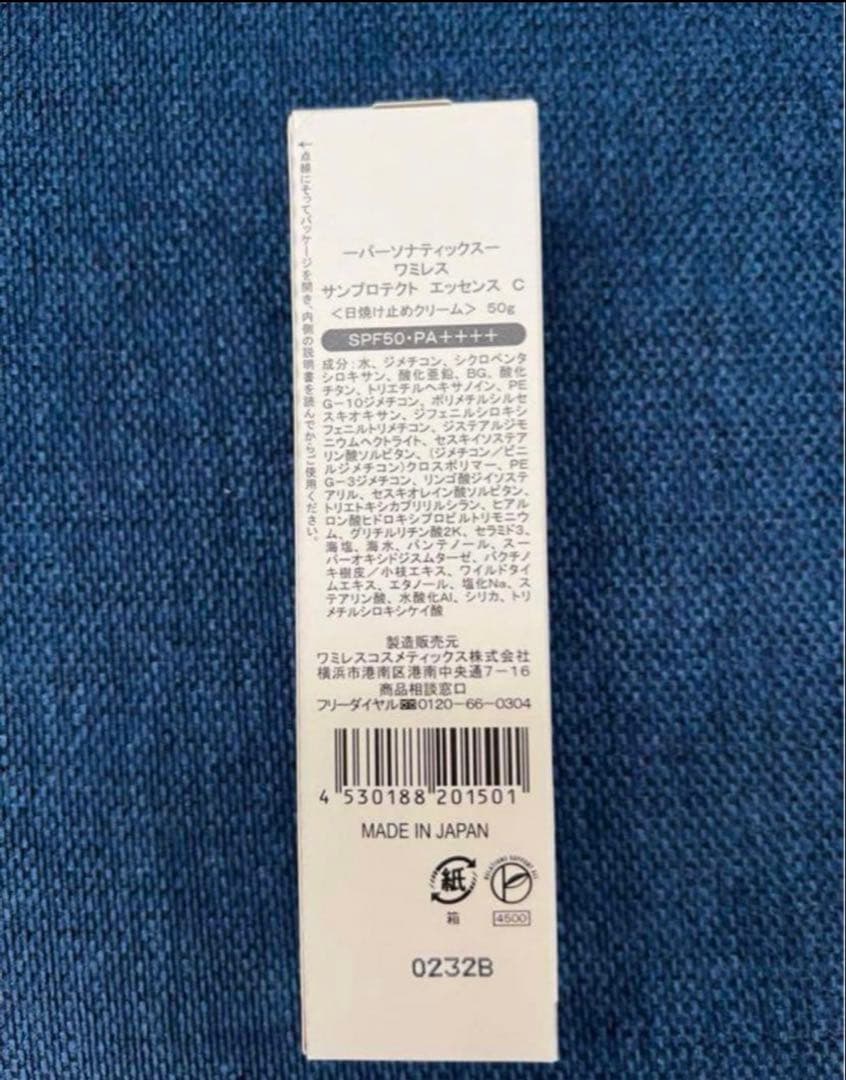 ←点線にそってパッケージを開き、内側の説明書を読んでからご使用ください。
ーパーソナティックスー
ワミレス
サンプロテクト エッセンス C
＜日焼け止めクリーム＞ 50g
SPF50・PA++++
成分：水、ジメチコン、シクロペンタ
シロキサン、酸化亜鉛、BG、酸化
チタン、トリエチルヘキサノイン、PE
G－10ジメチコン、ポリメチルシルセ
スキオキサン、ジフェニルシロキシ
フェニルトリメチコン、ジステアルジモ
ニウムヘクトライト、セスキイソステア
リン酸ソルビタン、（ジメチコン／ビニ
ルジメチコン）クロスポリマー、PE
G－3ジメチコン、リンゴ酸ジイソステ
アリル、セスキオレイン酸ソルビタン、
トリエトキシカプリリルシラン、ヒアル
ロン酸ヒドロキシプロピルトリモニウ
ム、グリチルリチン酸2K、セラミド3、
海塩、海水、パンテノール、スー
パーオキシドジスムターゼ、バクチノ
キ樹皮／小枝エキス、ワイルドタイ
ムエキス、エタノール、塩化Na、ス
テアリン酸、水酸化Al、シリカ、トリ
メチルシロキシケイ酸
製造販売元
ワミレスコスメティックス株式会社
横浜市港南区港南中央通7－16
商品相談窓口
フリーダイヤル 0120－66－0304
4 530188 201501
MADE IN JAPAN
紙
箱
4500
0232B